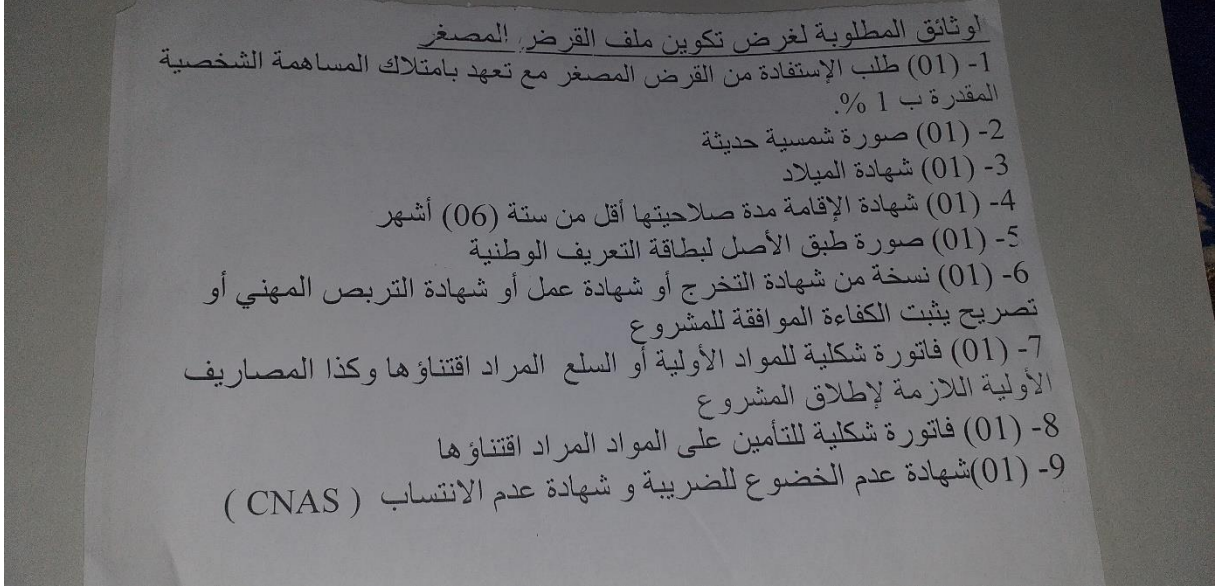 لوثائق المطلوبة لغرض تكوين ملف القرض المصغر
1- (01) طلب الإستفادة من القرض المصغر مع تعهد بامتلاك المساهمة الشخصية
المقدرة ب 1 %.
2- (01) صورة شمسية حديثة
3- (01) شهادة الميلاد
4- (01) شهادة الإقامة مدة صلاحيتها أقل من ستة (06) أشهر
5- (01) صورة طبق الأصل لبطاقة التعريف الوطنية
6- (01) نسخة من شهادة التخرج أو شهادة عمل أو شهادة التربص المهني أو
تصريح يثبت الكفاءة الموافقة للمشروع
7- (01) فاتورة شكلية للمواد الأولية أو السلع المراد اقتناؤها وكذا المصاريف
الأولية اللازمة لإطلاق المشروع
8- (01) فاتورة شكلية للتأمين على المواد المراد اقتناؤها
9- (01)شهادة عدم الخضوع للضريبة و شهادة عدم الانتساب ( CNAS )